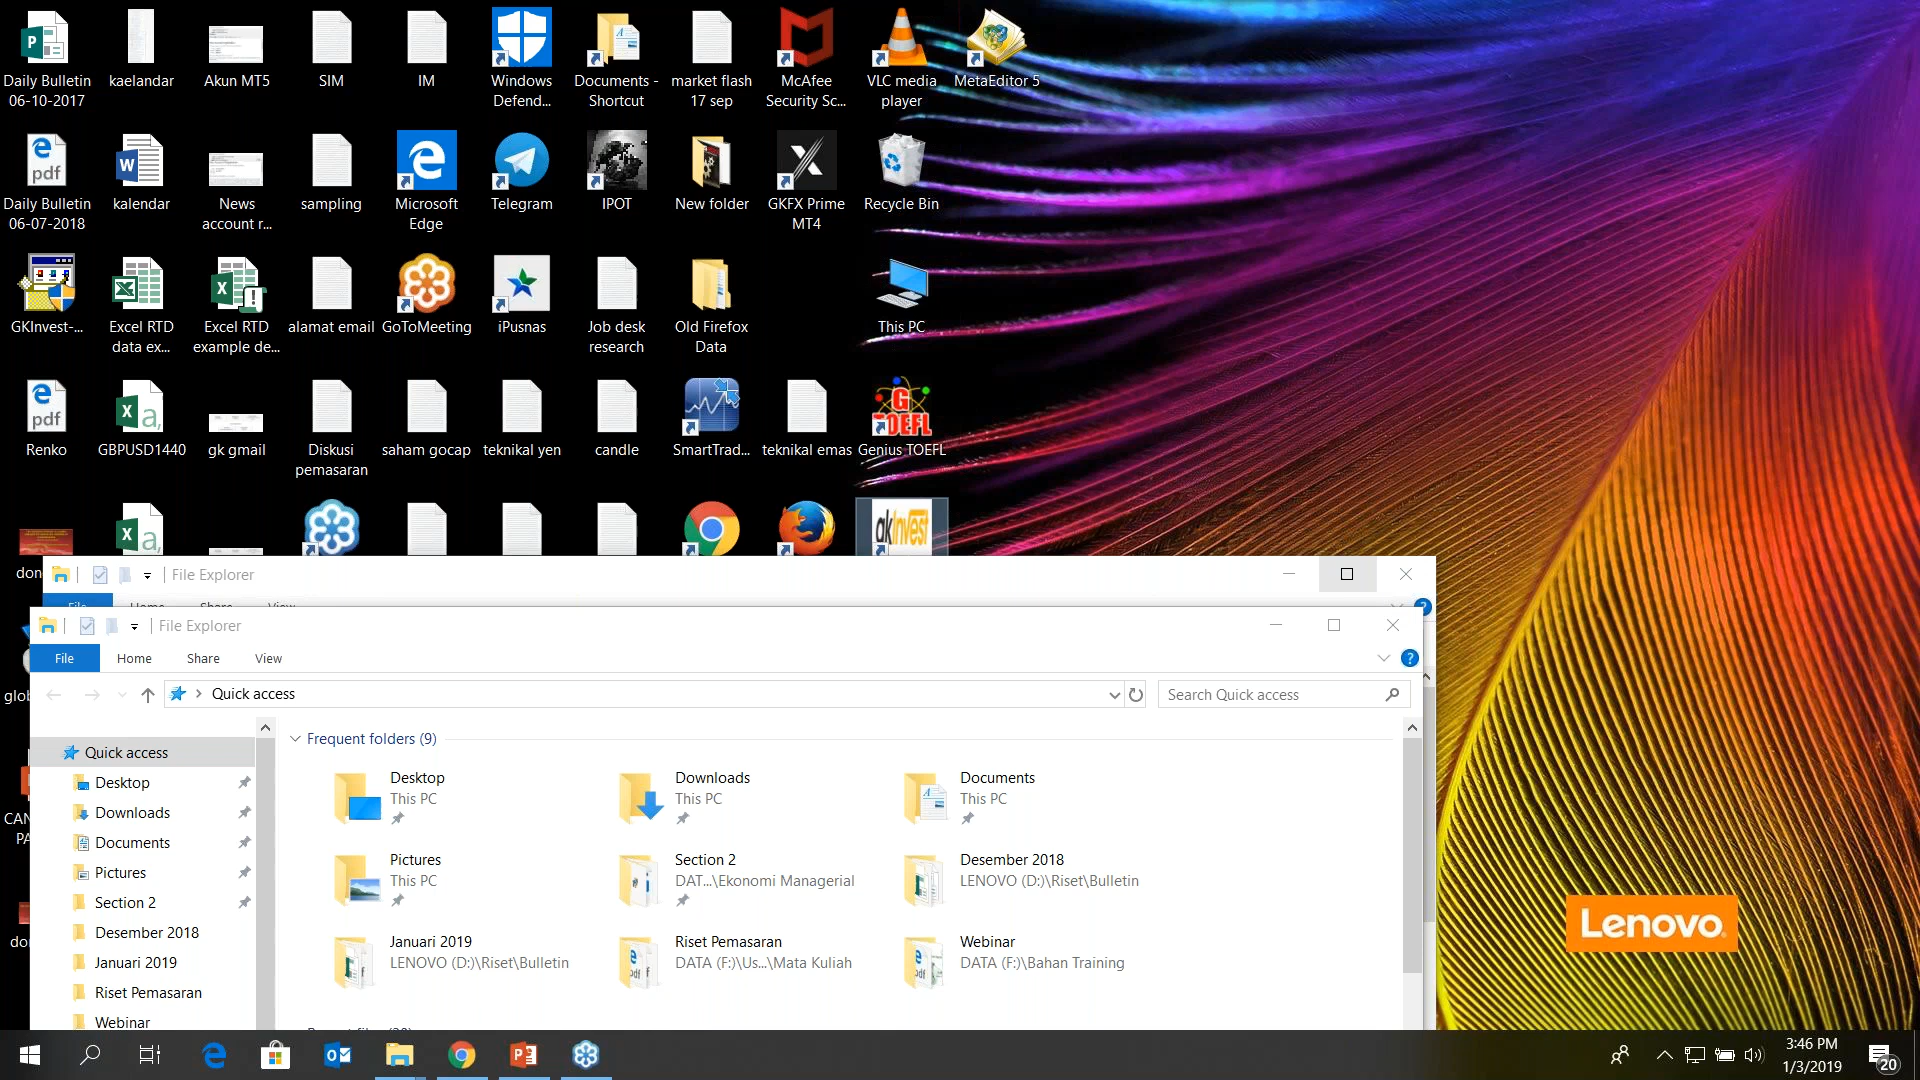 Daily Bulletin
06-10-2017
kaelandar
Akun MT5
SIM
IM
Windows
Defend...
Documents -
Shortcut
market flash
17 sep
McAfee
Security Sc...
VLC media
player
MetaEditor 5
Daily Bulletin
06-07-2018
kalendar
News
account r...
sampling
Microsoft
Edge
Telegram
IPOT
New folder
GKFX Prime
MT4
Recycle Bin
GKInvest-...
Excel RTD
data ex...
Excel RTD
example de...
alamat email
GoToMeeting
iPusnas
Job desk
research
Old Firefox
Data
This PC
Renko
GBPUSD1440
gk gmail
Diskusi
pemasaran
saham gocap
teknikal yen
candle
SmartTrad...
teknikal emas
Genius TOEFL
gkInvest
File Explorer
File Home Share View
File Explorer
File Home Share View
Quick access
Search Quick access
Quick access
Desktop
Downloads
Documents
Pictures
Section 2
Desember 2018
Januari 2019
Riset Pemasaran
Webinar
Frequent folders (9)
Desktop
This PC
Downloads
This PC
Documents
This PC
Pictures
This PC
Section 2
DAT...\Ekonomi Managerial
Desember 2018
LENOVO (D:)\Riset\Bulletin
Januari 2019
LENOVO (D:)\Riset\Bulletin
Riset Pemasaran
DATA (F:)\Us...\Mata Kuliah
Webinar
DATA (F:)\Bahan Training
Lenovo
3:46 PM
1/3/2019
20